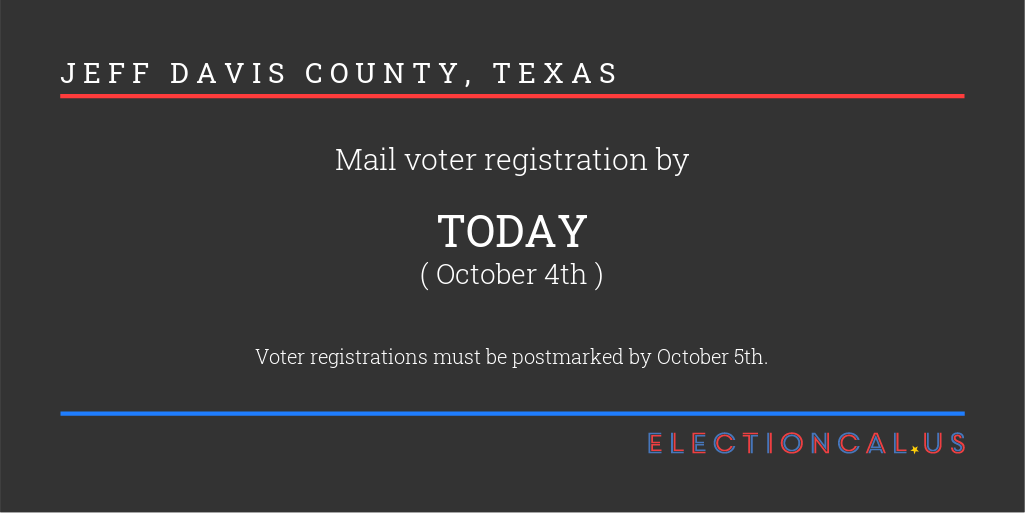 JEFF DAVIS COUNTY, TEXAS
Mail voter registration by
TODAY
( October 4th )
Voter registrations must be postmarked by October 5th.
ELECTIONCAL.US